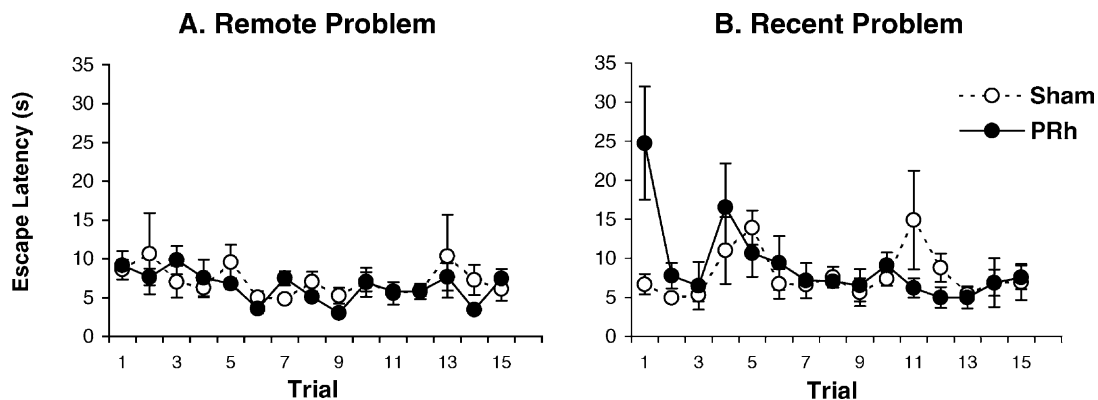 A. Remote Problem
Escape Latency (s)
35
30
25
20
15
10
5
0
1 3 5 7 9 11 13 15
Trial
B. Recent Problem
35
30
25
20
15
10
5
0
1 3 5 7 9 11 13 15
Trial
Sham
PRh